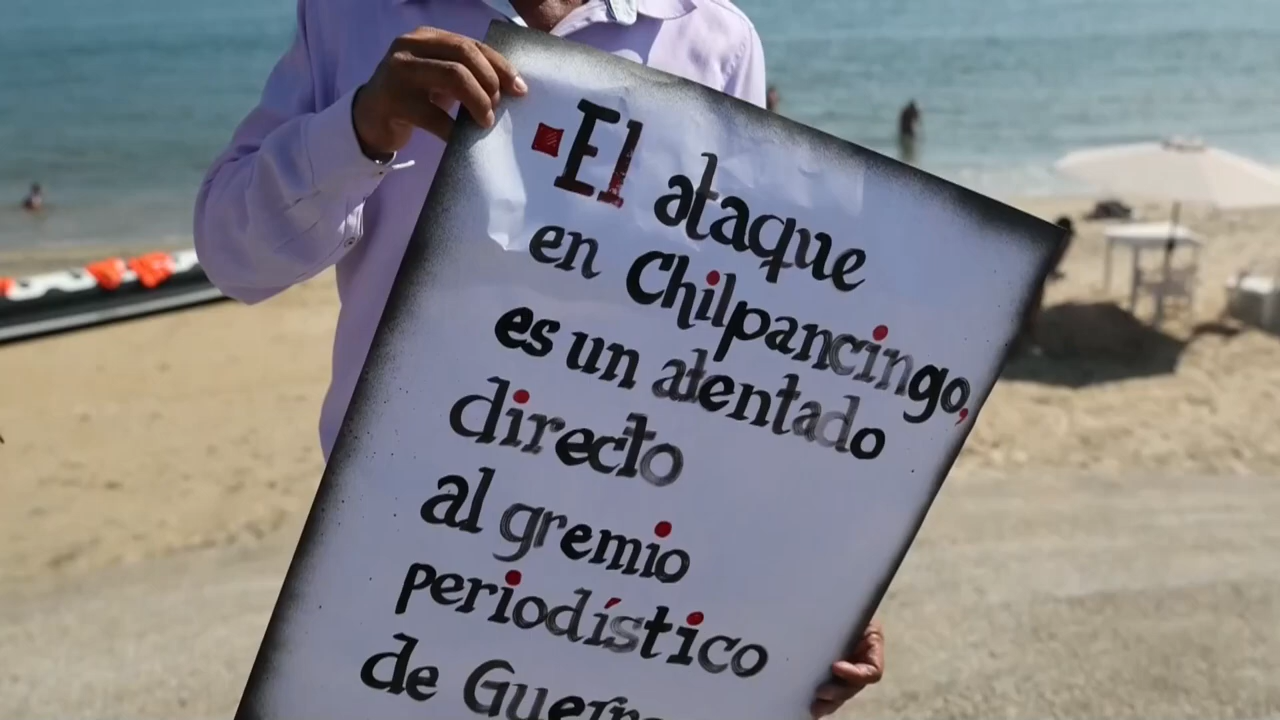 El ataque
en Chilpancingo,
es un atentado
directo
al gremio
periodístico
de